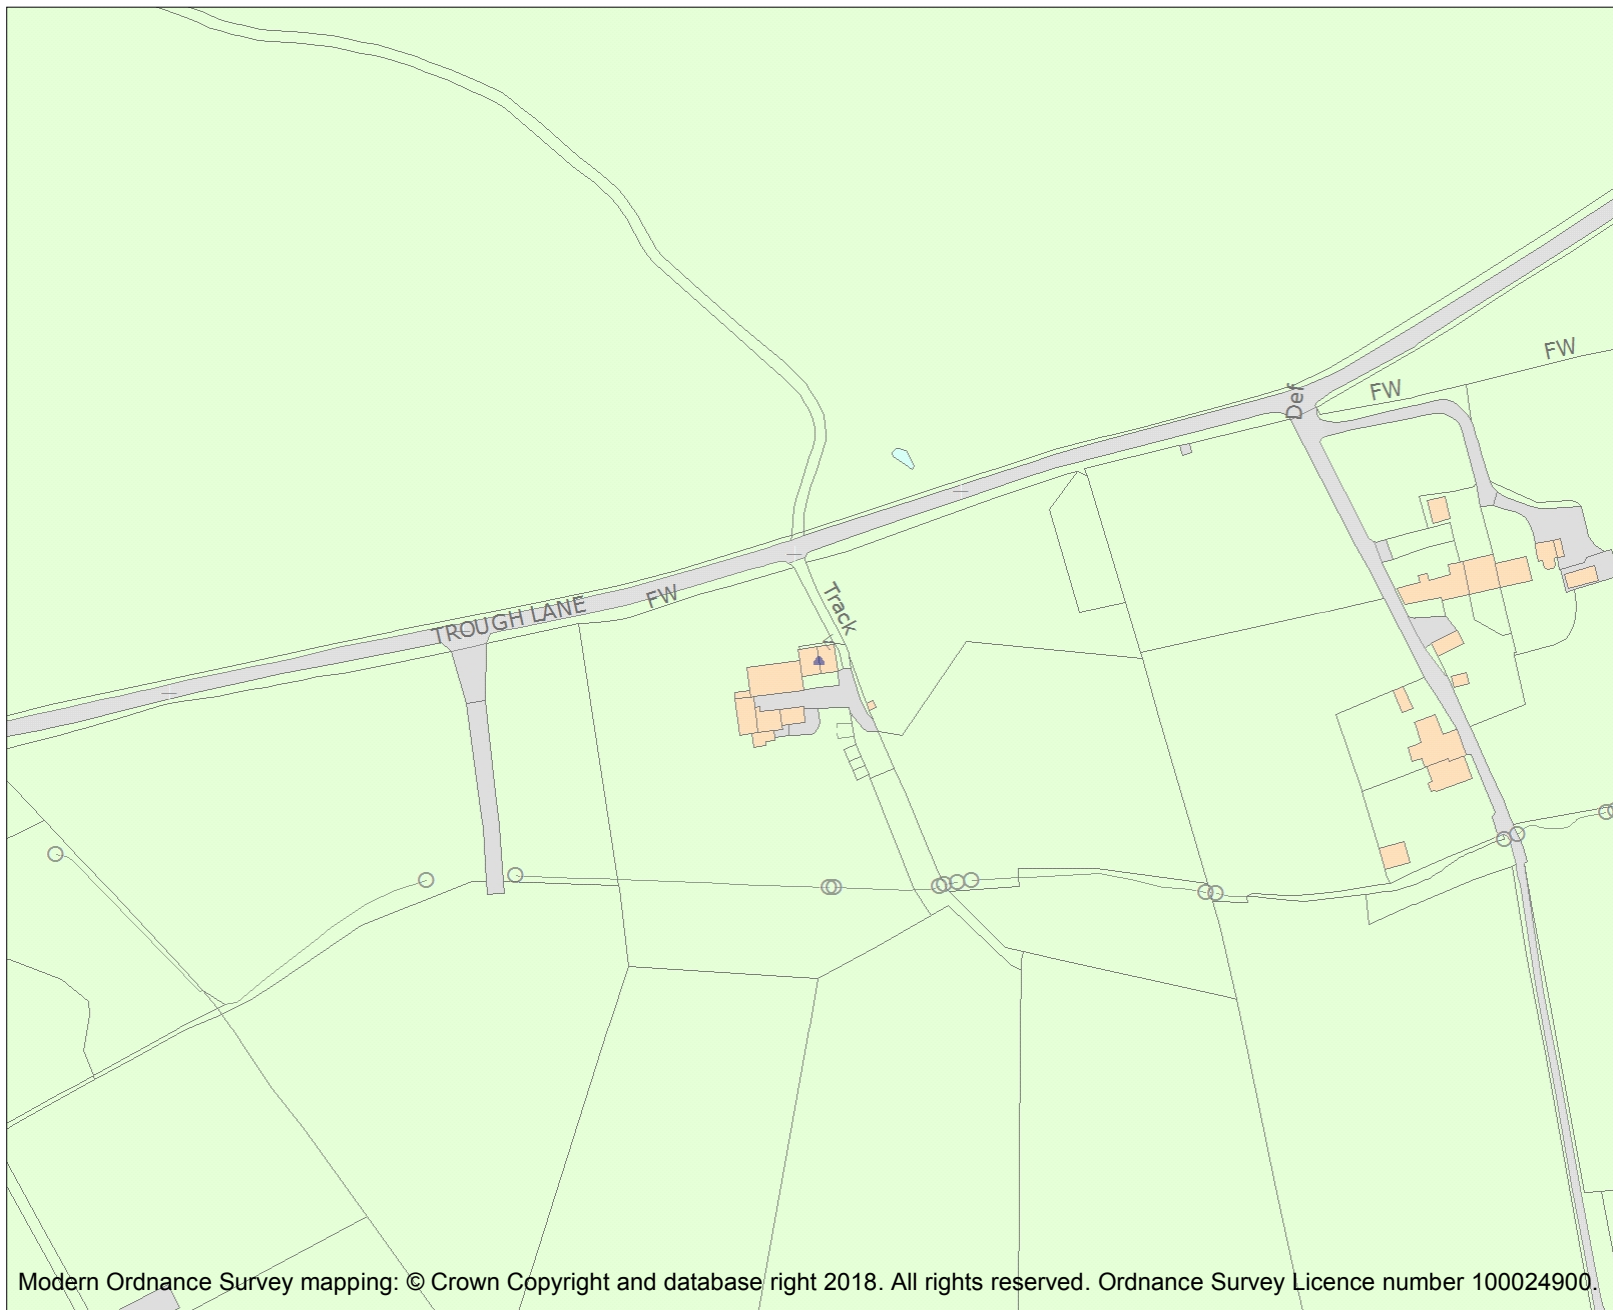 FW
FW
Def
Track
FW
TROUGH LANE
Modern Ordnance Survey mapping: © Crown Copyright and database right 2018. All rights reserved. Ordnance Survey Licence number 100024900.